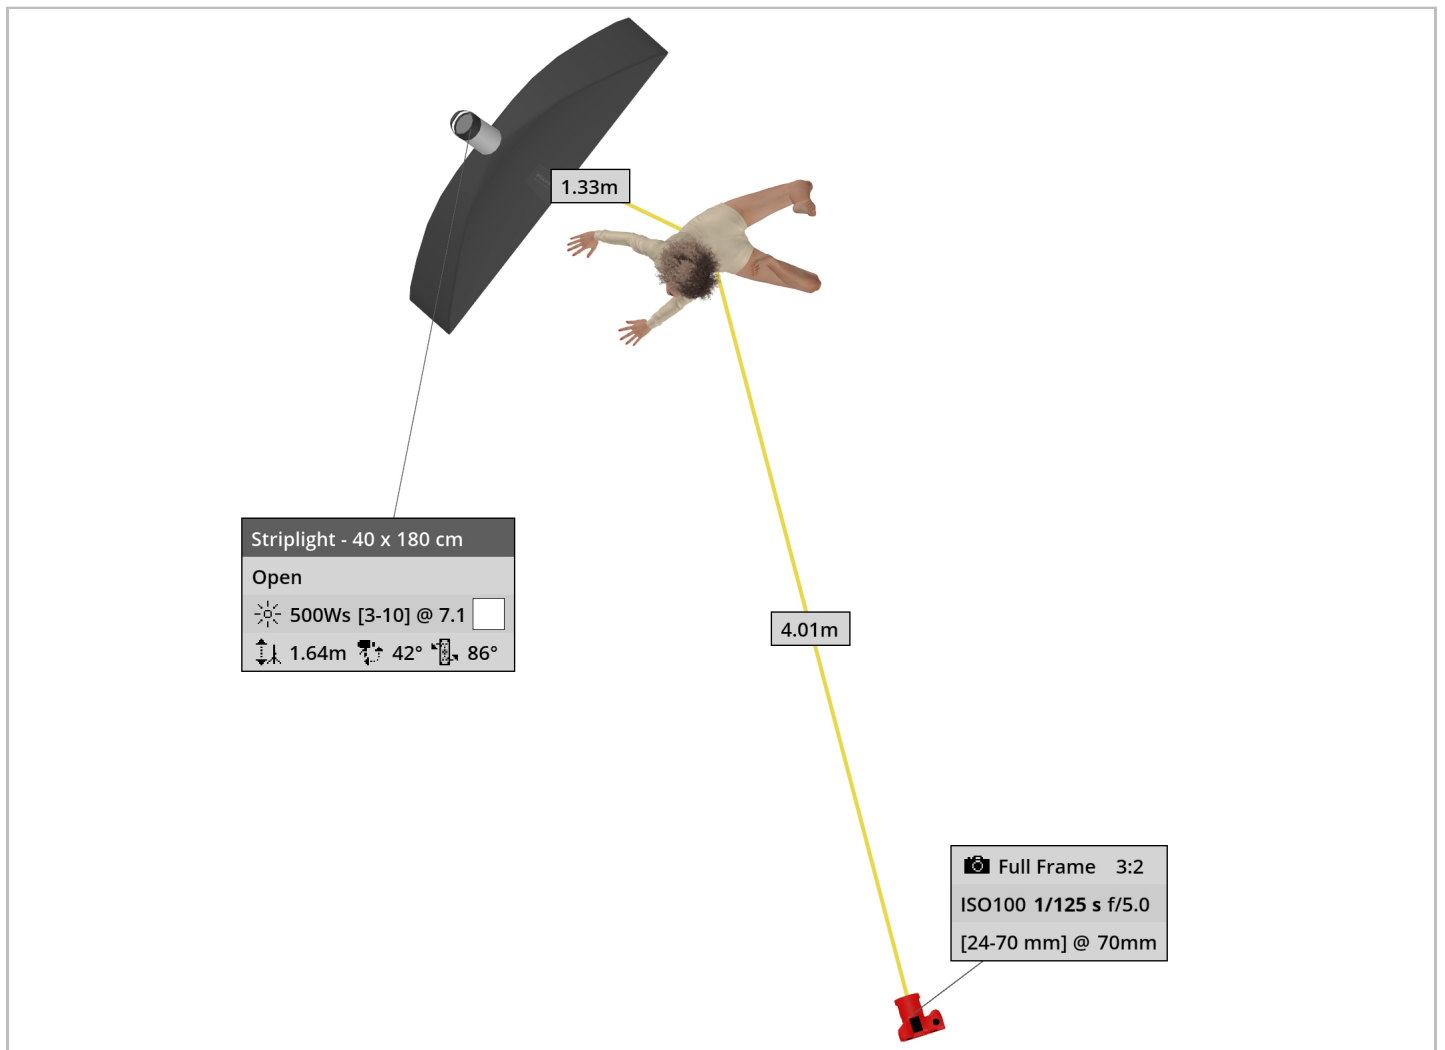 1.33m
Striplight - 40 x 180 cm
Open
500Ws [3-10] @ 7.1
1.64m 42° 86°
4.01m
Full Frame 3:2
ISO100 1/125 s f/5.0
[24-70 mm] @ 70mm